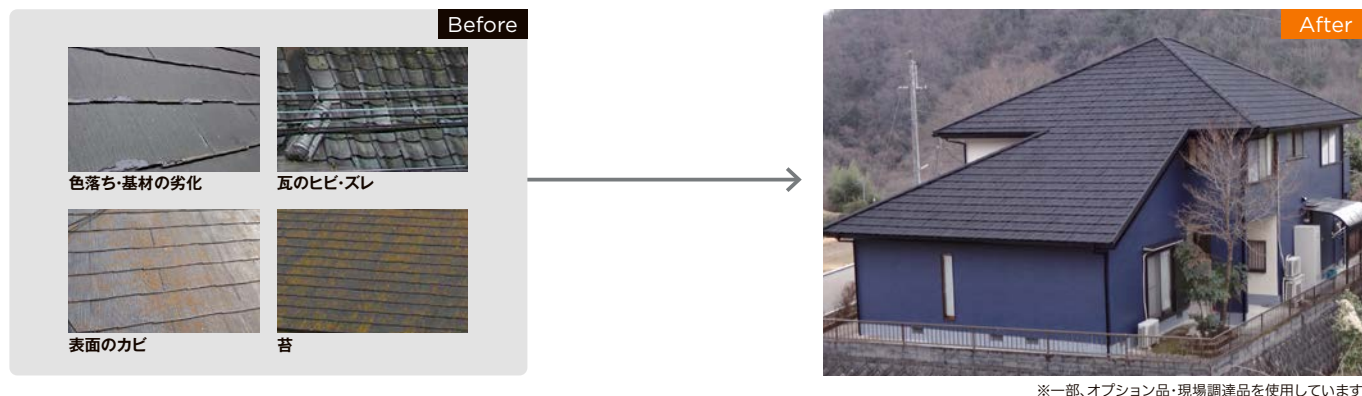 Before
色落ち・基材の劣化
瓦のヒビ・ズレ
表面のカビ
苔
After
※一部、オプション品・現場調達品を使用しています